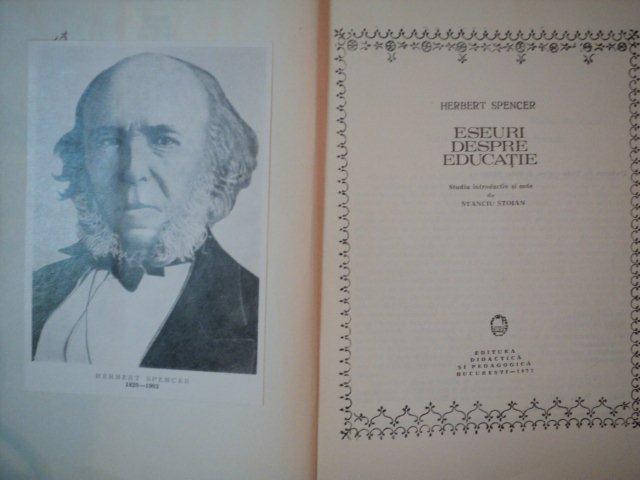 HERBERT SPENCER
1820–1903
HERBERT SPENCER
ESEURI
DESPRE
EDUCAȚIE
Studiu introductiv și note
de
STANCIU STOIAN
EDITURA
DIDACTICĂ
ȘI PEDAGOGICĂ
BUCUREȘTI—1973